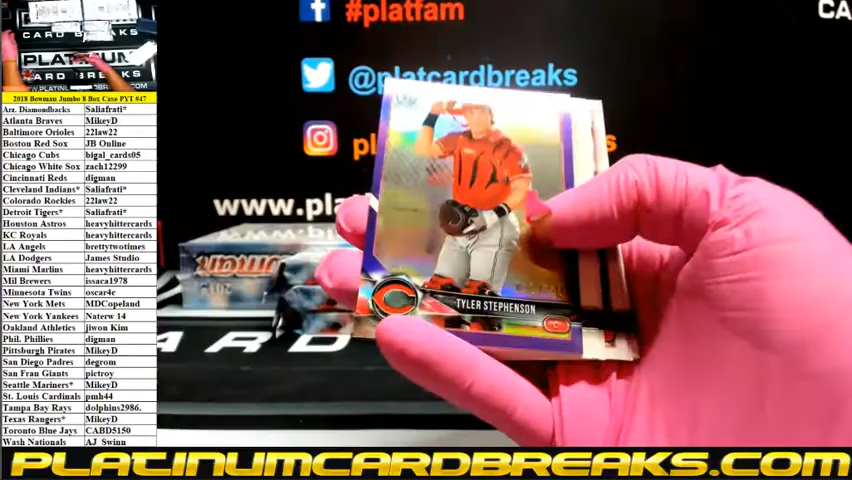 CARD BREAKS
PLATINUM
CARD BREAKS
2018 Bowman Jumbo 8 Box Case PYT #47
Arz. Diamondbacks Saliafrati*
Atlanta Braves MikeyD
Baltimore Orioles 22law22
Boston Red Sox JB Online
Chicago Cubs bigal_cards05
Chicago White Sox zach12299
Cincinnati Reds digman
Cleveland Indians* Saliafrati*
Colorado Rockies 22law22
Detroit Tigers* Saliafrati*
Houston Astros heavyhittercards
KC Royals heavyhittercards
LA Angels brettytwotimes
LA Dodgers James Studio
Miami Marlins heavyhittercards
Mil Brewers issaca1978
Minnesota Twins oscar4c
New York Mets MDCopeland
New York Yankees Naterw 14
Oakland Athletics jiwon Kim
Phil. Phillies digman
Pittsburgh Pirates MikeyD
San Diego Padres degrom
San Fran Giants pictroy
Seattle Mariners* MikeyD
St. Louis Cardinals pmh44
Tampa Bay Rays dolphins2986.
Texas Rangers* MikeyD
Toronto Blue Jays CABD5150
Wash Nationals AJ_Swinn
#platfam
CA
@platcardbreaks
www.pla
TYLER STEPHENSON
C
ARD
PLATINUMCARDBREAKS.COM